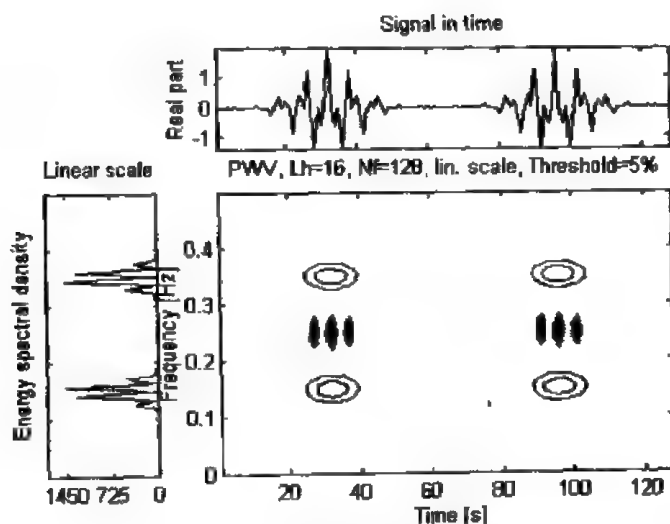 Signal in time
Real part
1
0
-1
Linear scale
PWV, Lh=16, Nf=128, lin. scale, Threshold=5%
Energy spectral density
1450 725 0
Frequency [Hz]
0.4
0.3
0.2
0.1
0
20 40 60 80 100 120
Time [s]